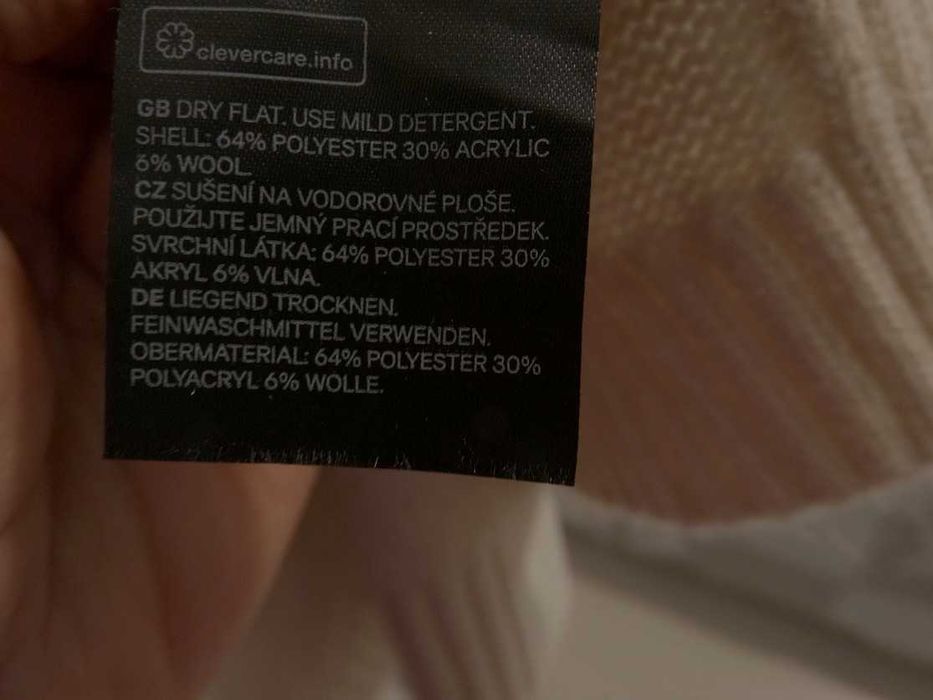 clevercare.info
GB DRY FLAT. USE MILD DETERGENT.
SHELL: 64% POLYESTER 30% ACRYLIC
6% WOOL.
CZ SUŠENÍ NA VODOROVNÉ PLOŠE.
POUŽIJTE JEMNÝ PRACÍ PROSTŘEDEK.
SVRCHNÍ LÁTKA: 64% POLYESTER 30%
AKRYL 6% VLNA.
DE LIEGEND TROCKNEN.
FEINWASCHMITTEL VERWENDEN.
OBERMATERIAL: 64% POLYESTER 30%
POLYACRYL 6% WOLLE.